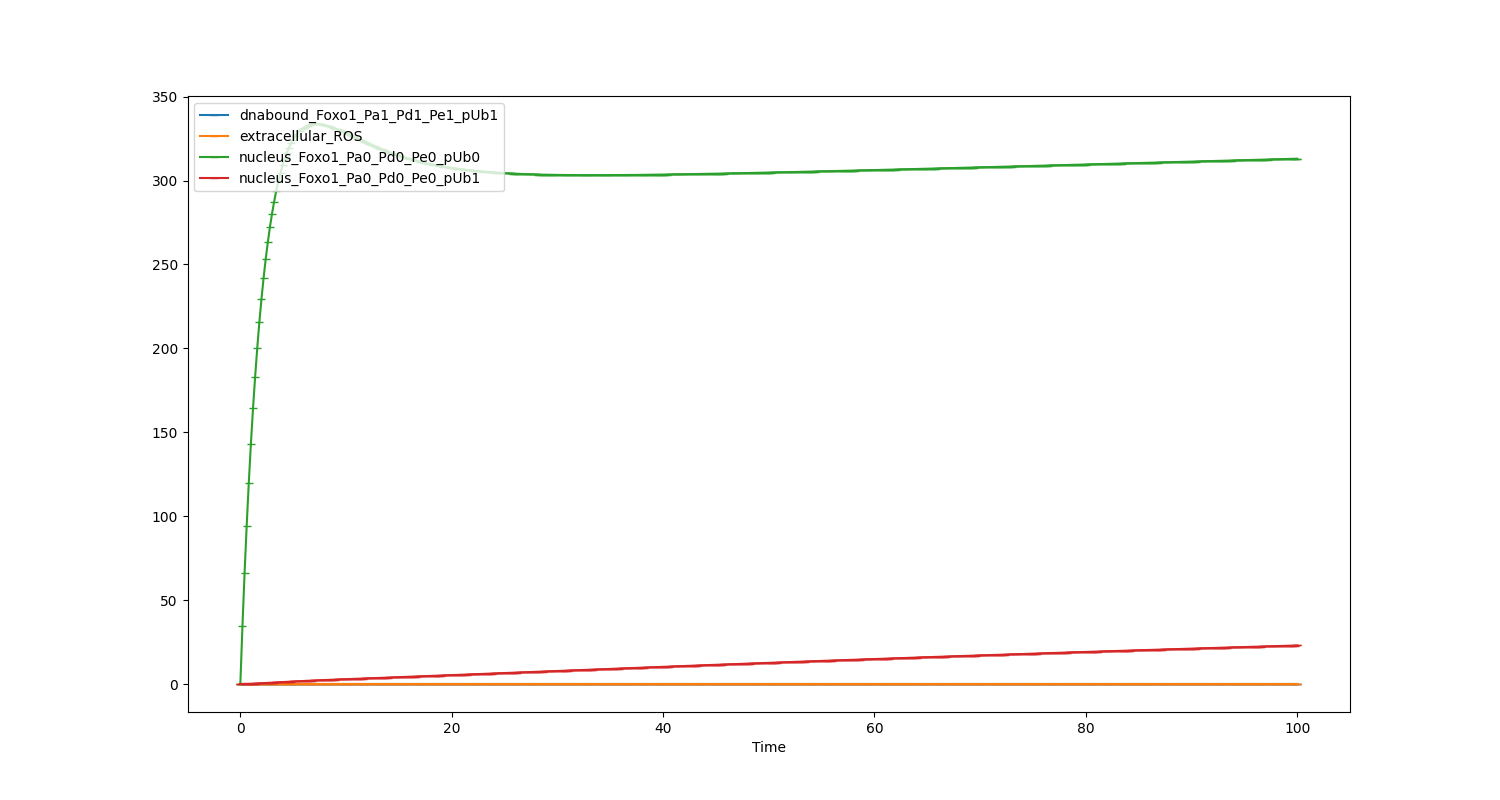 350
300
250
200
150
100
50
0
dnabound_Foxo1_Pa1_Pd1_Pe1_pUb1
extracellular_ROS
nucleus_Foxo1_Pa0_Pd0_Pe0_pUb0
nucleus_Foxo1_Pa0_Pd0_Pe0_pUb1
0 20 40 60 80 100
Time